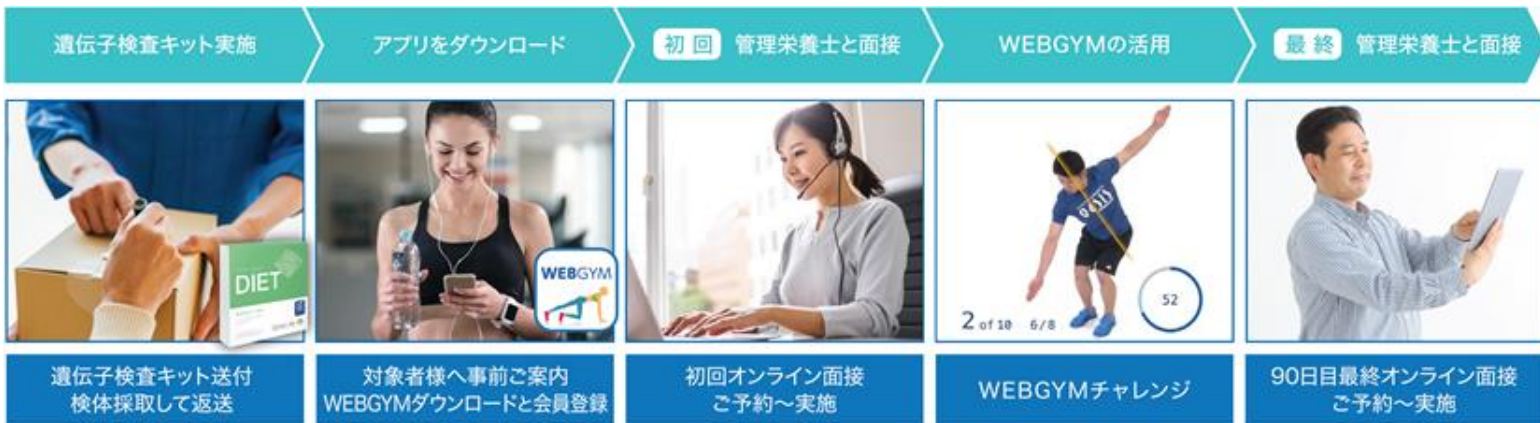 遺伝子検査キット実施
アプリをダウンロード
初回 管理栄養士と面接
WEBGYMの活用
最終 管理栄養士と面接
DIET
WEBGYM
OASIS
2 of 10 6/8
52
遺伝子検査キット送付
検体採取して返送
対象者様へ事前ご案内
WEBGYMダウンロードと会員登録
初回オンライン面接
ご予約～実施
WEBGYMチャレンジ
90日目最終オンライン面接
ご予約～実施